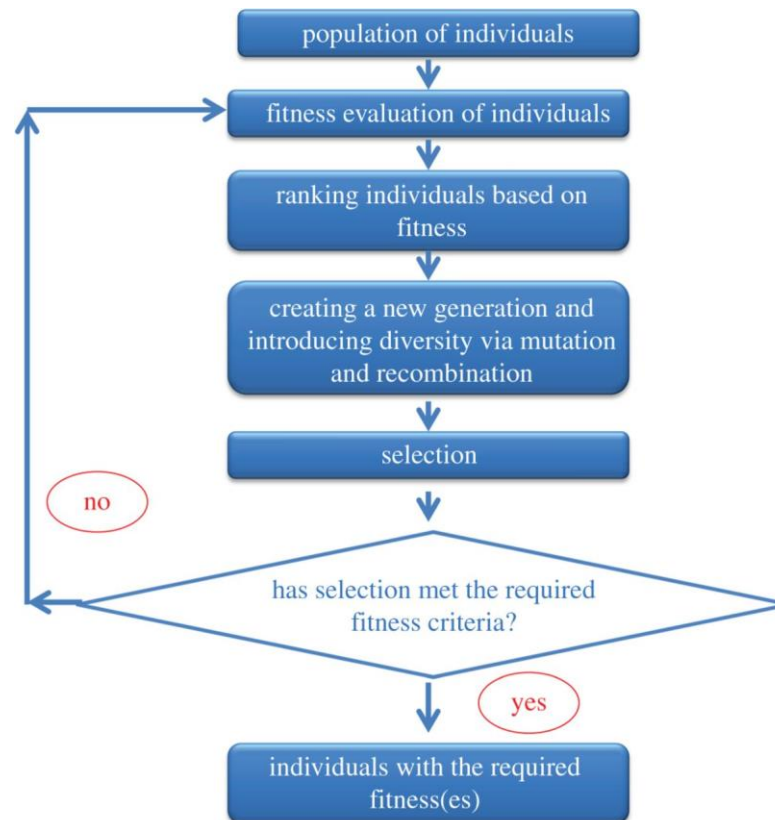 population of individuals
fitness evaluation of individuals
ranking individuals based on
fitness
creating a new generation and
introducing diversity via mutation
and recombination
selection
no
has selection met the required
fitness criteria?
yes
individuals with the required
fitness(es)